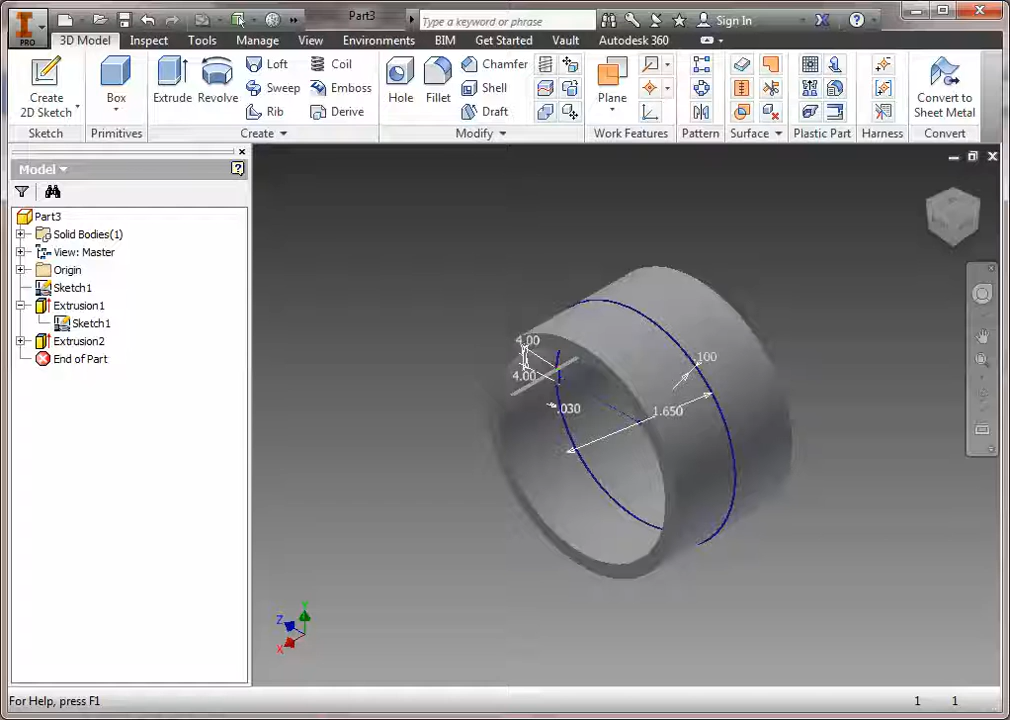 Part3
Type a keyword or phrase
Sign In
PRO
3D Model
Inspect
Tools
Manage
View
Environments
BIM
Get Started
Vault
Autodesk 360
Create
2D Sketch
Box
Extrude
Revolve
Loft
Coil
Sweep
Emboss
Rib
Derive
Hole
Fillet
Chamfer
Shell
Draft
Plane
Convert to
Sheet Metal
Sketch
Primitives
Create
Modify
Work Features
Pattern
Surface
Plastic Part
Harness
Convert
Model
Part3
Solid Bodies(1)
View: Master
Origin
Sketch1
Extrusion1
Sketch1
Extrusion2
End of Part
4.00
4.00
.030
.100
1.650
Y
Z
X
For Help, press F1
1
1